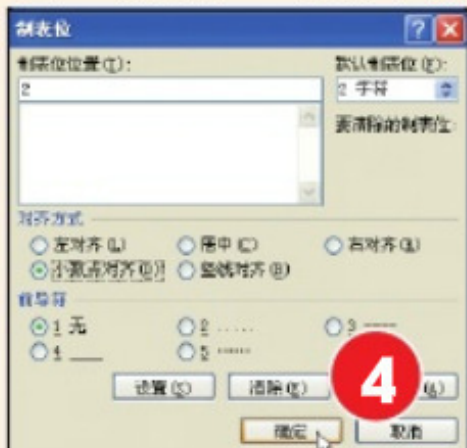 制表位
制表位位置(T):
默认制表位(F):
2
2 字符
要清除的制表位:
对齐方式
左对齐(L) 居中(C) 右对齐(R)
小数点对齐(D) 竖线对齐(B)
前导符
1 无 2 ..... 3 -----
4 ___ 5 ······
设置(S) 清除(E) (A)
4
确定 取消